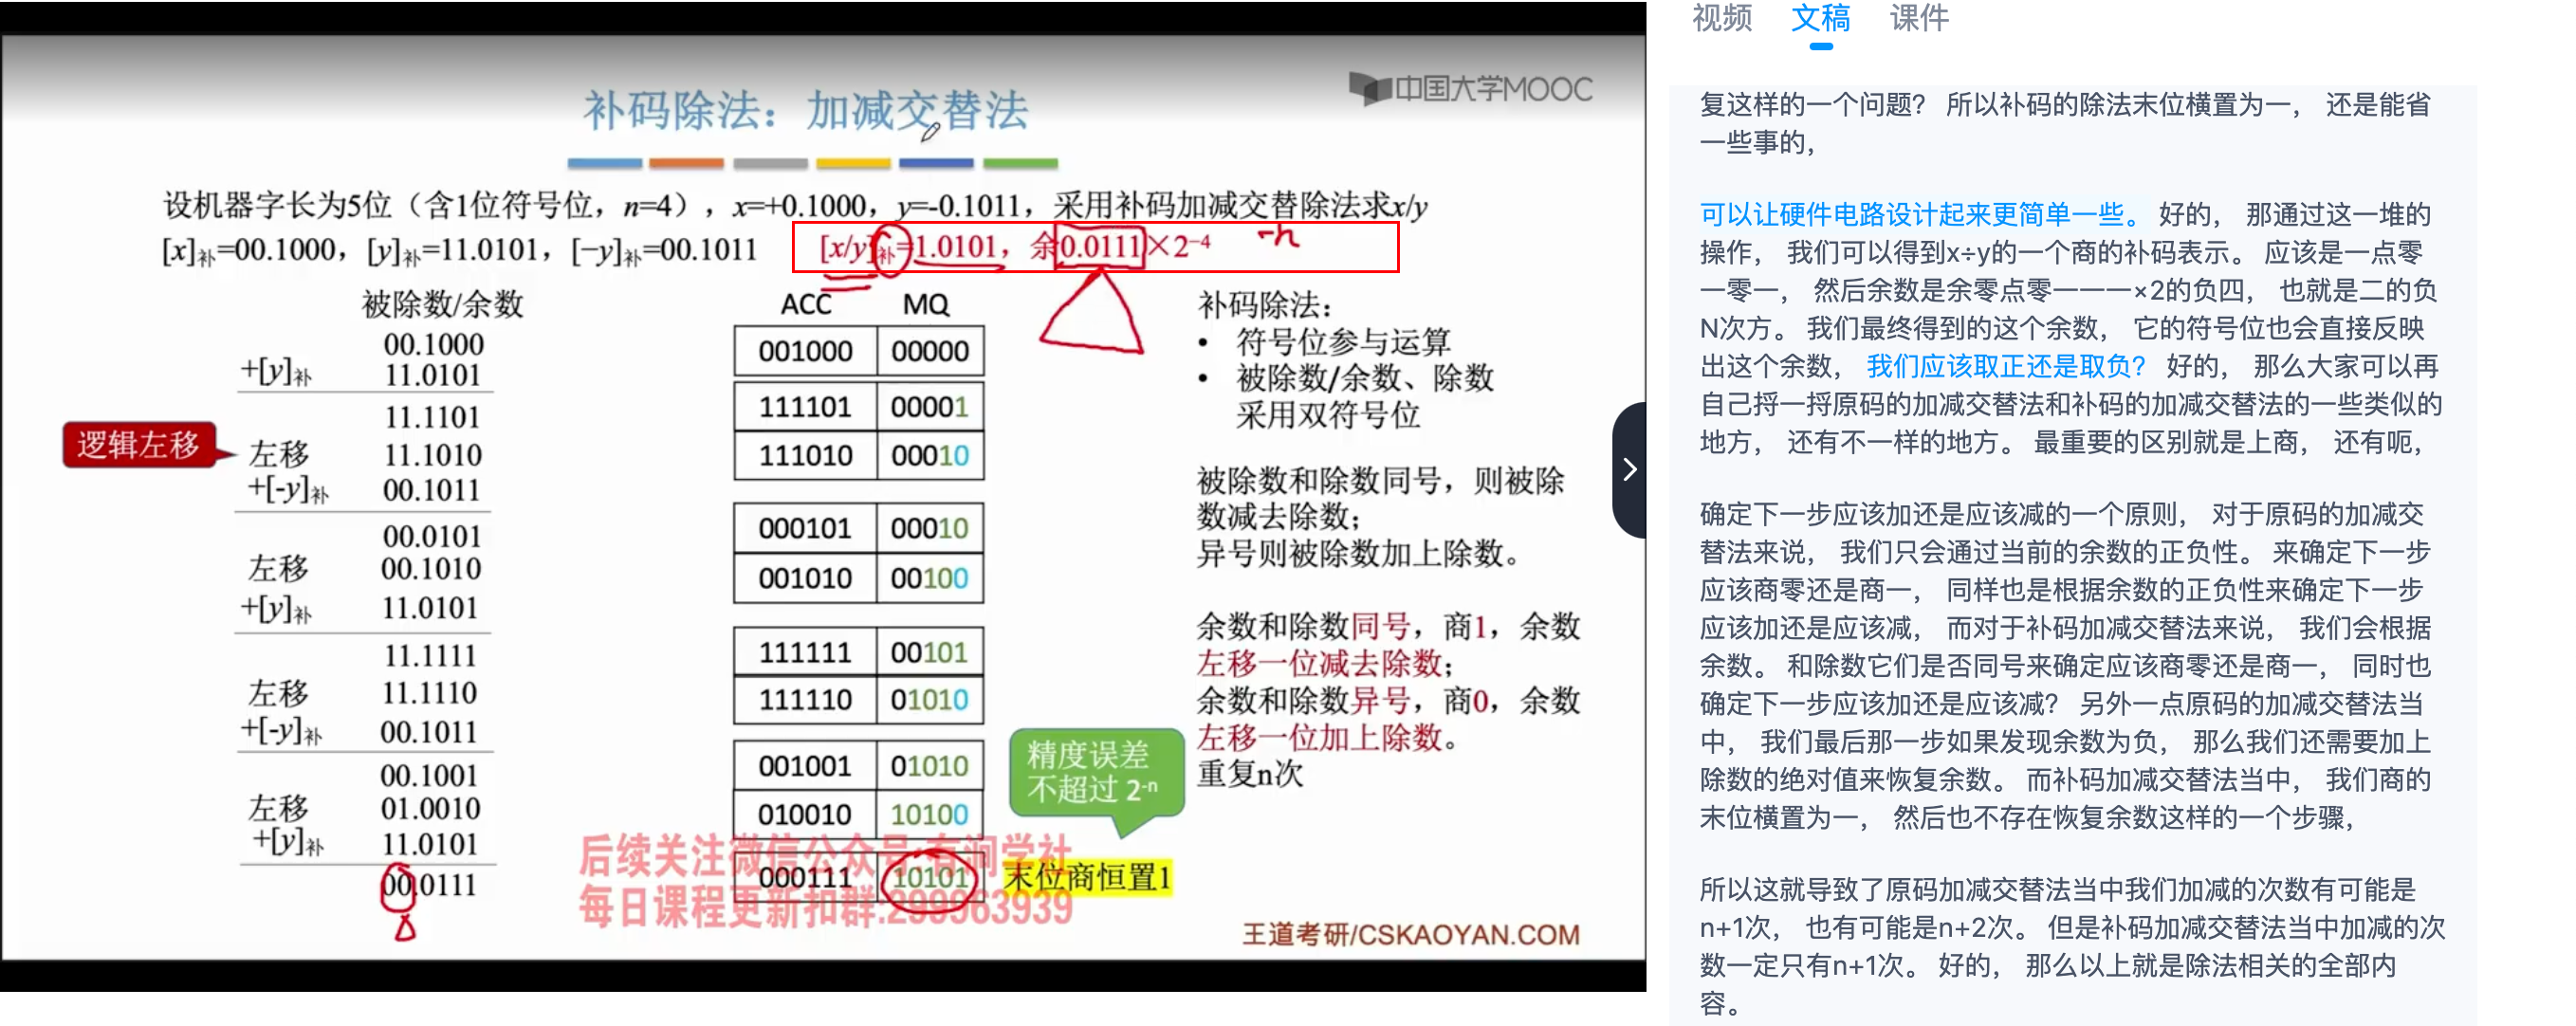 中国大学MOOC
补码除法：加减交替法
设机器字长为5位（含1位符号位，n=4），x=+0.1000，y=-0.1011，采用补码加减交替除法求x/y
[x]补=00.1000，[y]补=11.0101，[−y]补=00.1011
[x/y]补=1.0101，余0.0111×2⁻⁴
-n
被除数/余数
00.1000
+[y]补 11.0101
11.1101
逻辑左移
左移 11.1010
+[-y]补 00.1011
00.0101
左移 00.1010
+[y]补 11.0101
11.1111
左移 11.1110
+[-y]补 00.1011
00.1001
左移 01.0010
+[y]补 11.0101
00.0111
ACC MQ
001000 00000
111101 00001
111010 00010
000101 00010
001010 00100
111111 00101
111110 01010
001001 01010
010010 10100
000111 10101
末位商恒置1
精度误差
不超过 2⁻ⁿ
补码除法：
• 符号位参与运算
• 被除数/余数、除数
采用双符号位
被除数和除数同号，则被除
数减去除数；
异号则被除数加上除数。
余数和除数同号，商1，余数
左移一位减去除数；
余数和除数异号，商0，余数
左移一位加上除数。
重复n次
后续关注微信公众号:有涧学社
每日课程更新扣群:299963939
王道考研/CSKAOYAN.COM
视频 文稿 课件
复这样的一个问题？ 所以补码的除法末位横置为一， 还是能省
一些事的，
可以让硬件电路设计起来更简单一些。 好的， 那通过这一堆的
操作， 我们可以得到x÷y的一个商的补码表示。 应该是一点零
一零一， 然后余数是余零点零一一一×2的负四， 也就是二的负
N次方。 我们最终得到的这个余数， 它的符号位也会直接反映
出这个余数， 我们应该取正还是取负？ 好的， 那么大家可以再
自己捋一捋原码的加减交替法和补码的加减交替法的一些类似的
地方， 还有不一样的地方。 最重要的区别就是上商， 还有呃，
确定下一步应该加还是应该减的一个原则， 对于原码的加减交
替法来说， 我们只会通过当前的余数的正负性。 来确定下一步
应该商零还是商一， 同样也是根据余数的正负性来确定下一步
应该加还是应该减， 而对于补码加减交替法来说， 我们会根据
余数。 和除数它们是否同号来确定应该商零还是商一， 同时也
确定下一步应该加还是应该减？ 另外一点原码的加减交替法当
中， 我们最后那一步如果发现余数为负， 那么我们还需要加上
除数的绝对值来恢复余数。 而补码加减交替法当中， 我们商的
末位横置为一， 然后也不存在恢复余数这样的一个步骤，
所以这就导致了原码加减交替法当中我们加减的次数有可能是
n+1次， 也有可能是n+2次。 但是补码加减交替法当中加减的次
数一定只有n+1次。 好的， 那么以上就是除法相关的全部内
容。